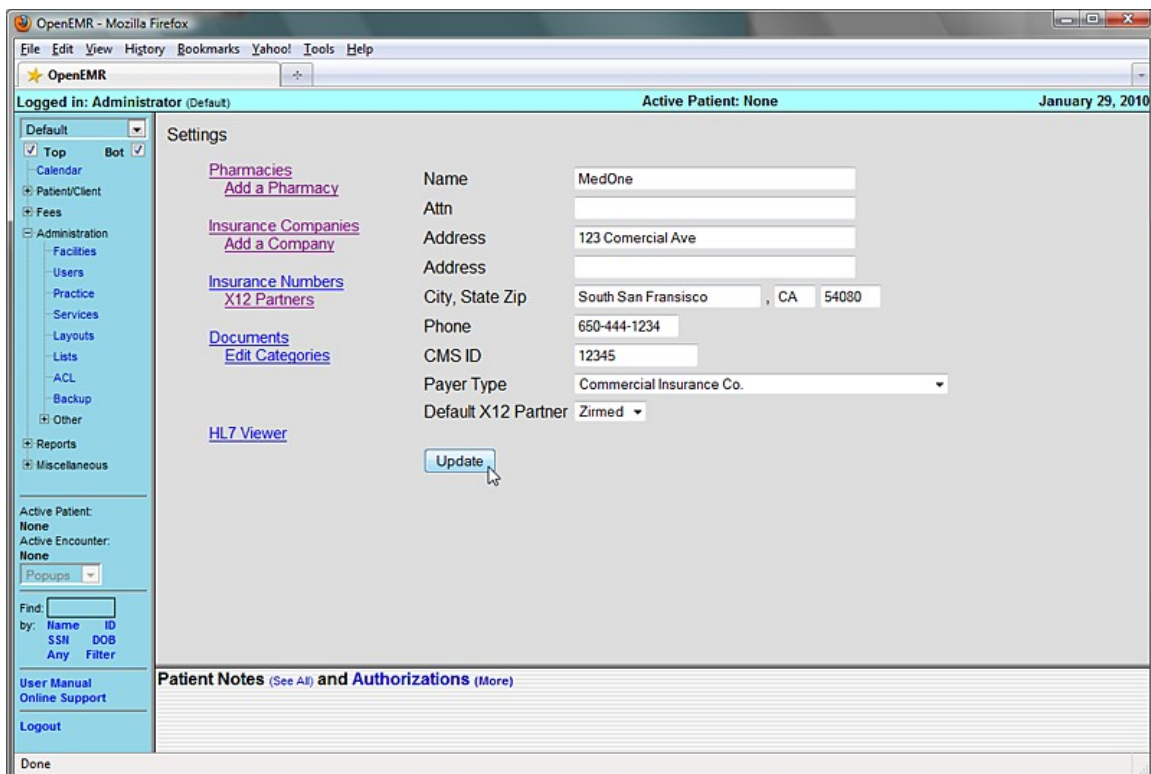 OpenEMR - Mozilla Firefox
File Edit View History Bookmarks Yahoo! Tools Help
OpenEMR
Logged in: Administrator (Default) Active Patient: None January 29, 2010
Default
Top Bot
Calendar
Patient/Client
Fees
Administration
Facilities
Users
Practice
Services
Layouts
Lists
ACL
Backup
Other
Reports
Miscellaneous
Active Patient:
None
Active Encounter:
None
Popups
Find:
by: Name ID
SSN DOB
Any Filter
User Manual
Online Support
Logout
Settings
Pharmacies
Add a Pharmacy
Insurance Companies
Add a Company
Insurance Numbers
X12 Partners
Documents
Edit Categories
HL7 Viewer
Name MedOne
Attn
Address 123 Comercial Ave
Address
City, State Zip South San Fransisco , CA 54080
Phone 650-444-1234
CMS ID 12345
Payer Type Commercial Insurance Co.
Default X12 Partner Zirmed
Update
Patient Notes (See All) and Authorizations (More)
Done